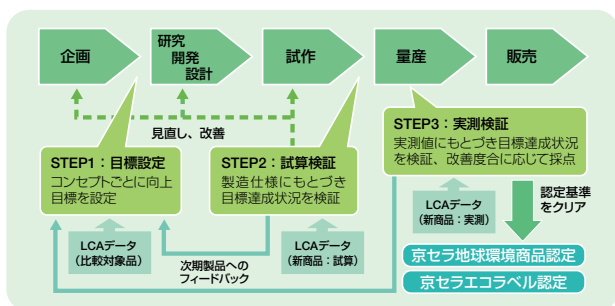 企画
研究
開発
設計
試作
量産
販売
見直し、改善
STEP1：目標設定
コンセプトごとに向上
目標を設定
STEP2：試算検証
製造仕様にもとづき
目標達成状況を検証
STEP3：実測検証
実測値にもとづき目標達成状況
を検証、改善度合に応じて採点
LCAデータ
（比較対象品）
次期製品への
フィードバック
LCAデータ
（新商品：試算）
LCAデータ
（新商品：実測）
認定基準
をクリア
京セラ地球環境商品認定
京セラエコラベル認定